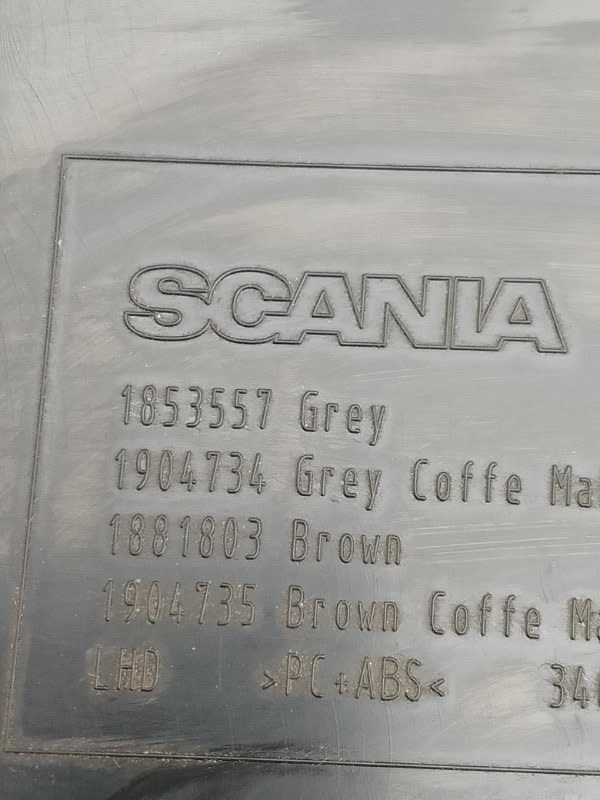 SCANIA
1853557 Grey
1904734 Grey Coffe
1881803 Brown
1904735 Brown Coffe
LHD >PC+ABS<